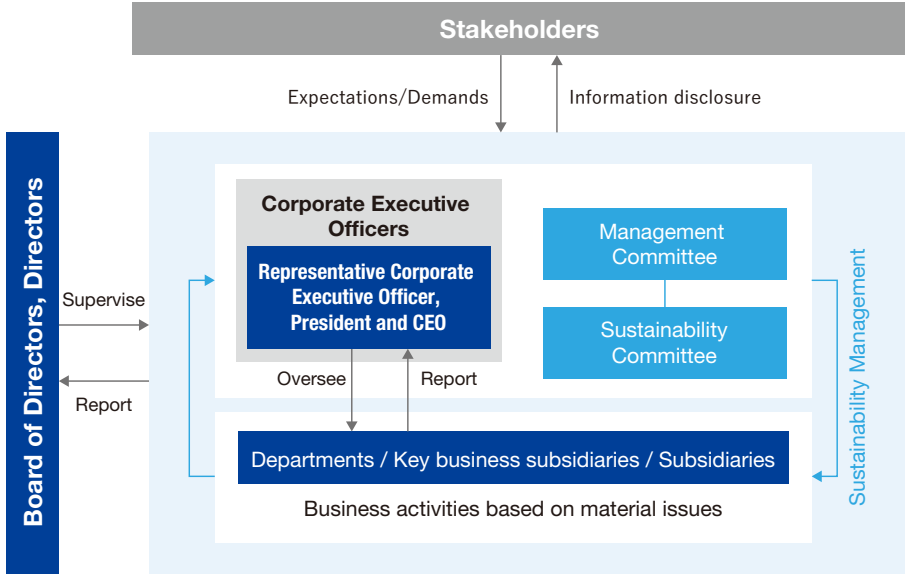 Stakeholders
Expectations/Demands
Information disclosure
Board of Directors, Directors
Supervise
Report
Corporate Executive
Officers
Representative Corporate
Executive Officer,
President and CEO
Management
Committee
Sustainability
Committee
Oversee
Report
Departments / Key business subsidiaries / Subsidiaries
Business activities based on material issues
Sustainability Management